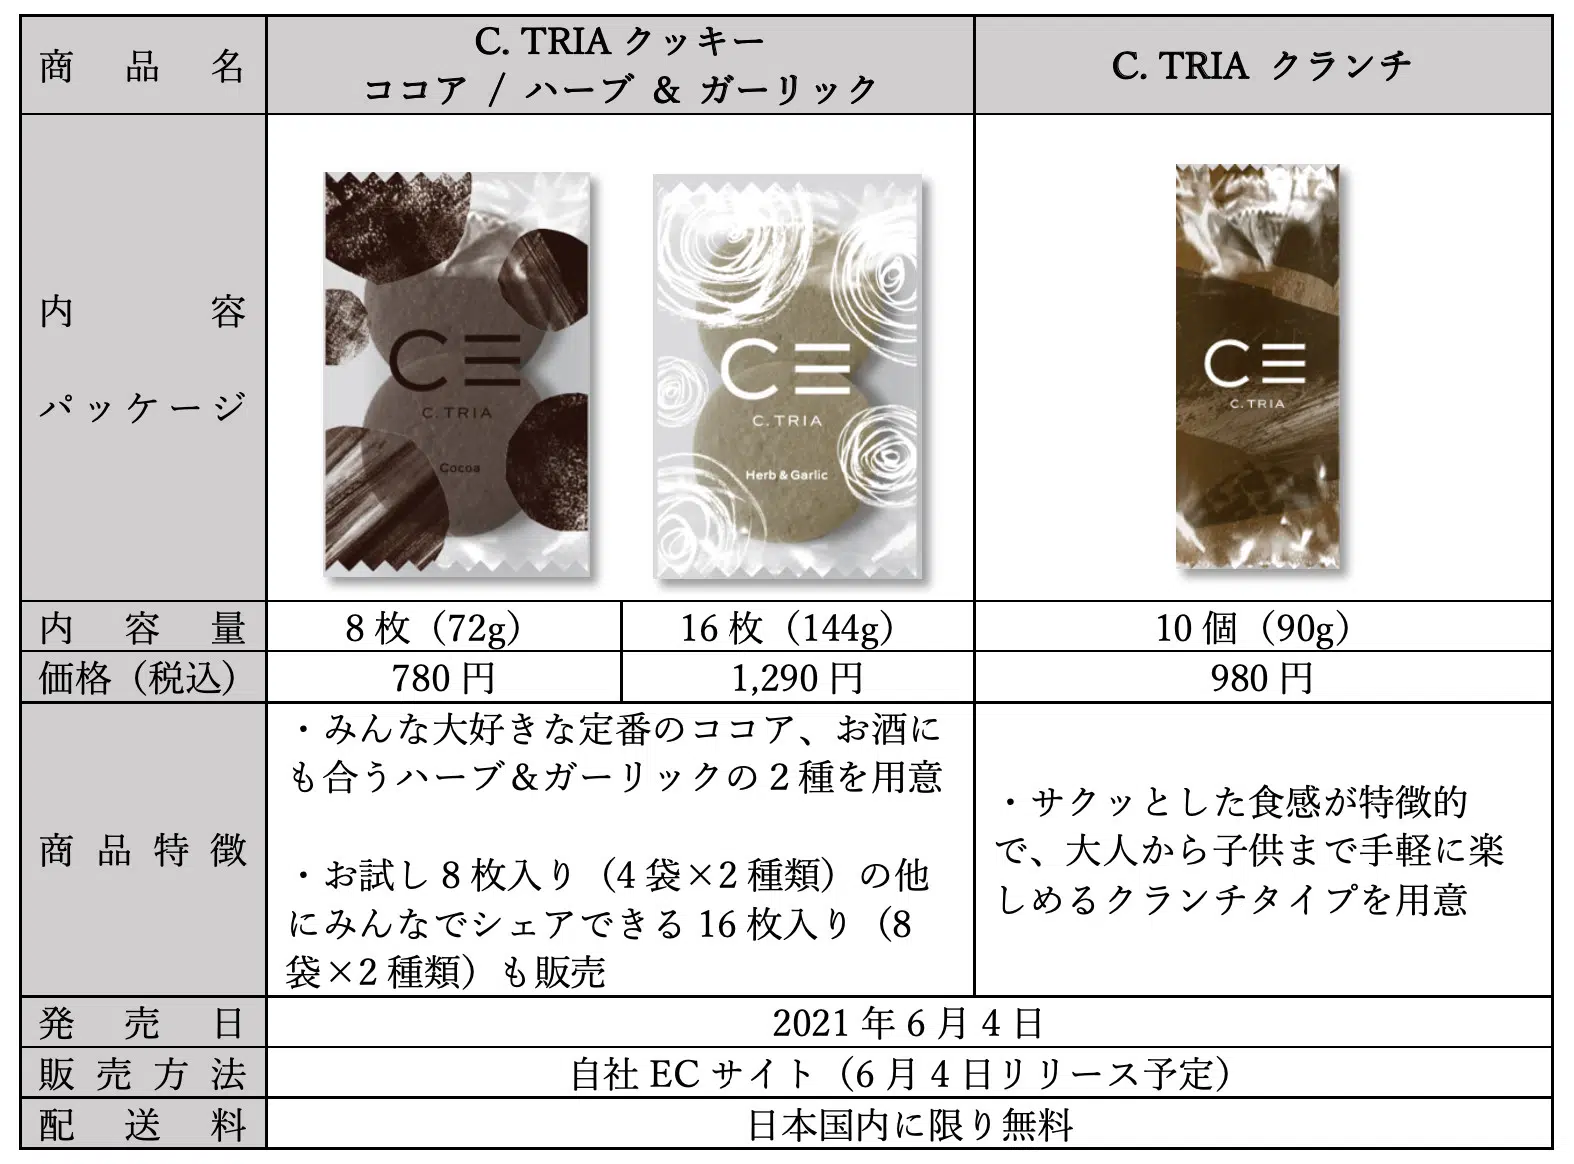 商品名
C. TRIA クッキー
ココア / ハーブ & ガーリック
C. TRIA クランチ
内容
パッケージ
C. TRIA
Cocoa
C. TRIA
Herb & Garlic
C. TRIA
内容量
8 枚（72g）
16 枚（144g）
10 個（90g）
価格（税込）
780 円
1,290 円
980 円
商品特徴
・みんな大好きな定番のココア、お酒に
も合うハーブ＆ガーリックの 2 種を用意
・お試し 8 枚入り（4 袋×2 種類）の他
にみんなでシェアできる 16 枚入り（8
袋×2 種類）も販売
・サクッとした食感が特徴的
で、大人から子供まで手軽に楽
しめるクランチタイプを用意
発売日
2021 年 6 月 4 日
販売方法
自社 EC サイト（6 月 4 日リリース予定）
配送料
日本国内に限り無料